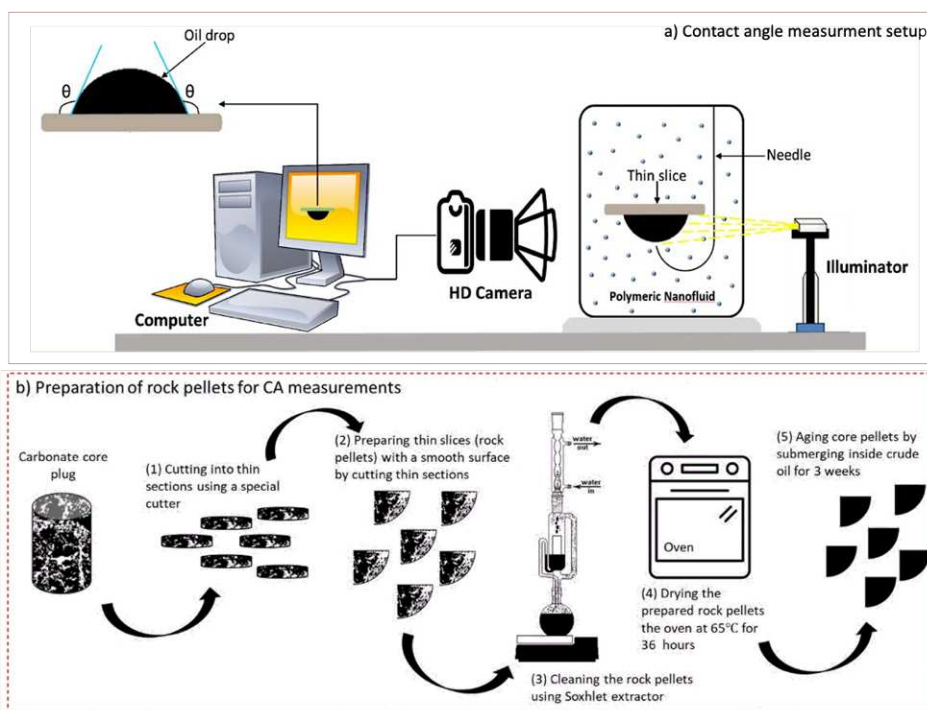 a) Contact angle measurment setup
Oil drop
θ
θ
Needle
Thin slice
Illuminator
HD Camera
Polymeric Nanofluid
Computer
b) Preparation of rock pellets for CA measurements
Carbonate core
plug
(1) Cutting into thin
sections using a special
cutter
(2) Preparing thin slices (rock
pellets) with a smooth surface
by cutting thin sections
water
out
water
in
(3) Cleaning the rock pellets
using Soxhlet extractor
Oven
(4) Drying the
prepared rock pellets
the oven at 65℃ for
36 hours
(5) Aging core pellets by
submerging inside crude
oil for 3 weeks